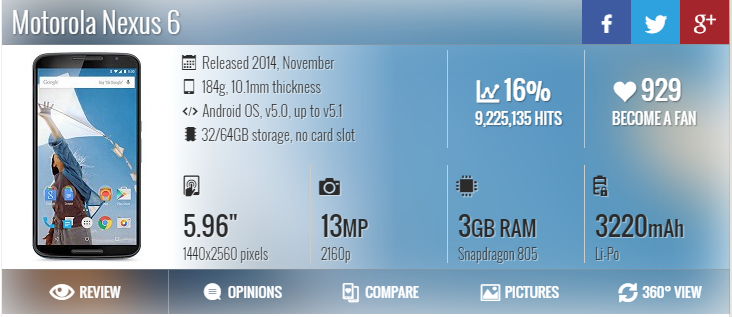 Motorola Nexus 6
f
g+
Released 2014, November
184g, 10.1mm thickness
Android OS, v5.0, up to v5.1
32/64GB storage, no card slot
16%
9,225,135 HITS
929
BECOME A FAN
5.96"
1440x2560 pixels
13MP
2160p
3GB RAM
Snapdragon 805
3220mAh
Li-Po
REVIEW
OPINIONS
COMPARE
PICTURES
360° VIEW